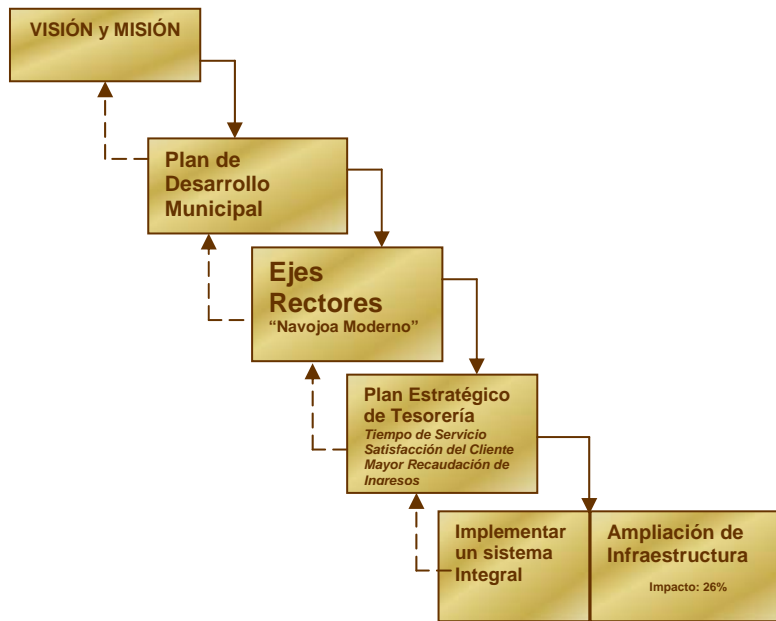 VISIÓN y MISIÓN
Plan de
Desarrollo
Municipal
Ejes
Rectores
“Navojoa Moderno”
Plan Estratégico
de Tesorería
Tiempo de Servicio
Satisfacción del Cliente
Mayor Recaudación de
Ingresos
Implementar
un sistema
Integral
Ampliación de
Infraestructura
Impacto: 26%